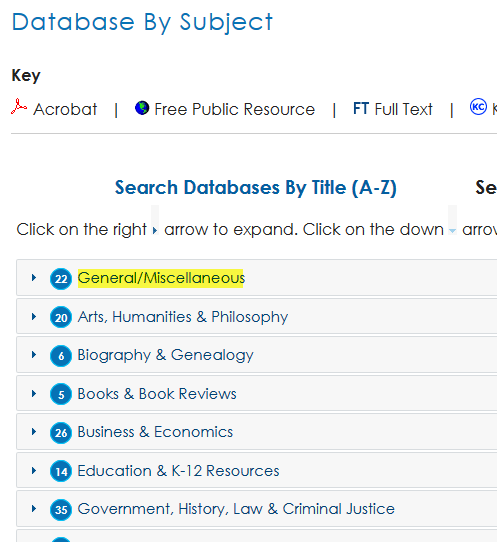 Database By Subject
Key
Acrobat | Free Public Resource | FT Full Text | KC
Search Databases By Title (A-Z)
Click on the right arrow to expand. Click on the down
22 General/Miscellaneous
20 Arts, Humanities & Philosophy
6 Biography & Genealogy
5 Books & Book Reviews
26 Business & Economics
14 Education & K-12 Resources
35 Government, History, Law & Criminal Justice